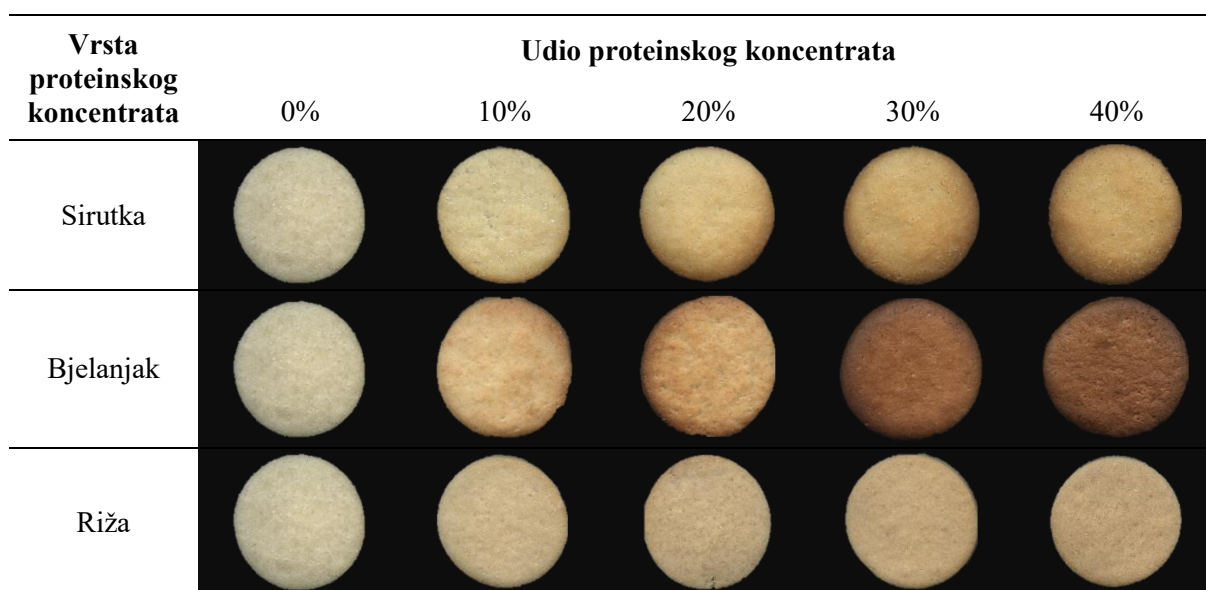 Vrsta
proteinskog
koncentrata
Udio proteinskog koncentrata
0% 10% 20% 30% 40%
Sirutka
Bjelanjak
Riža